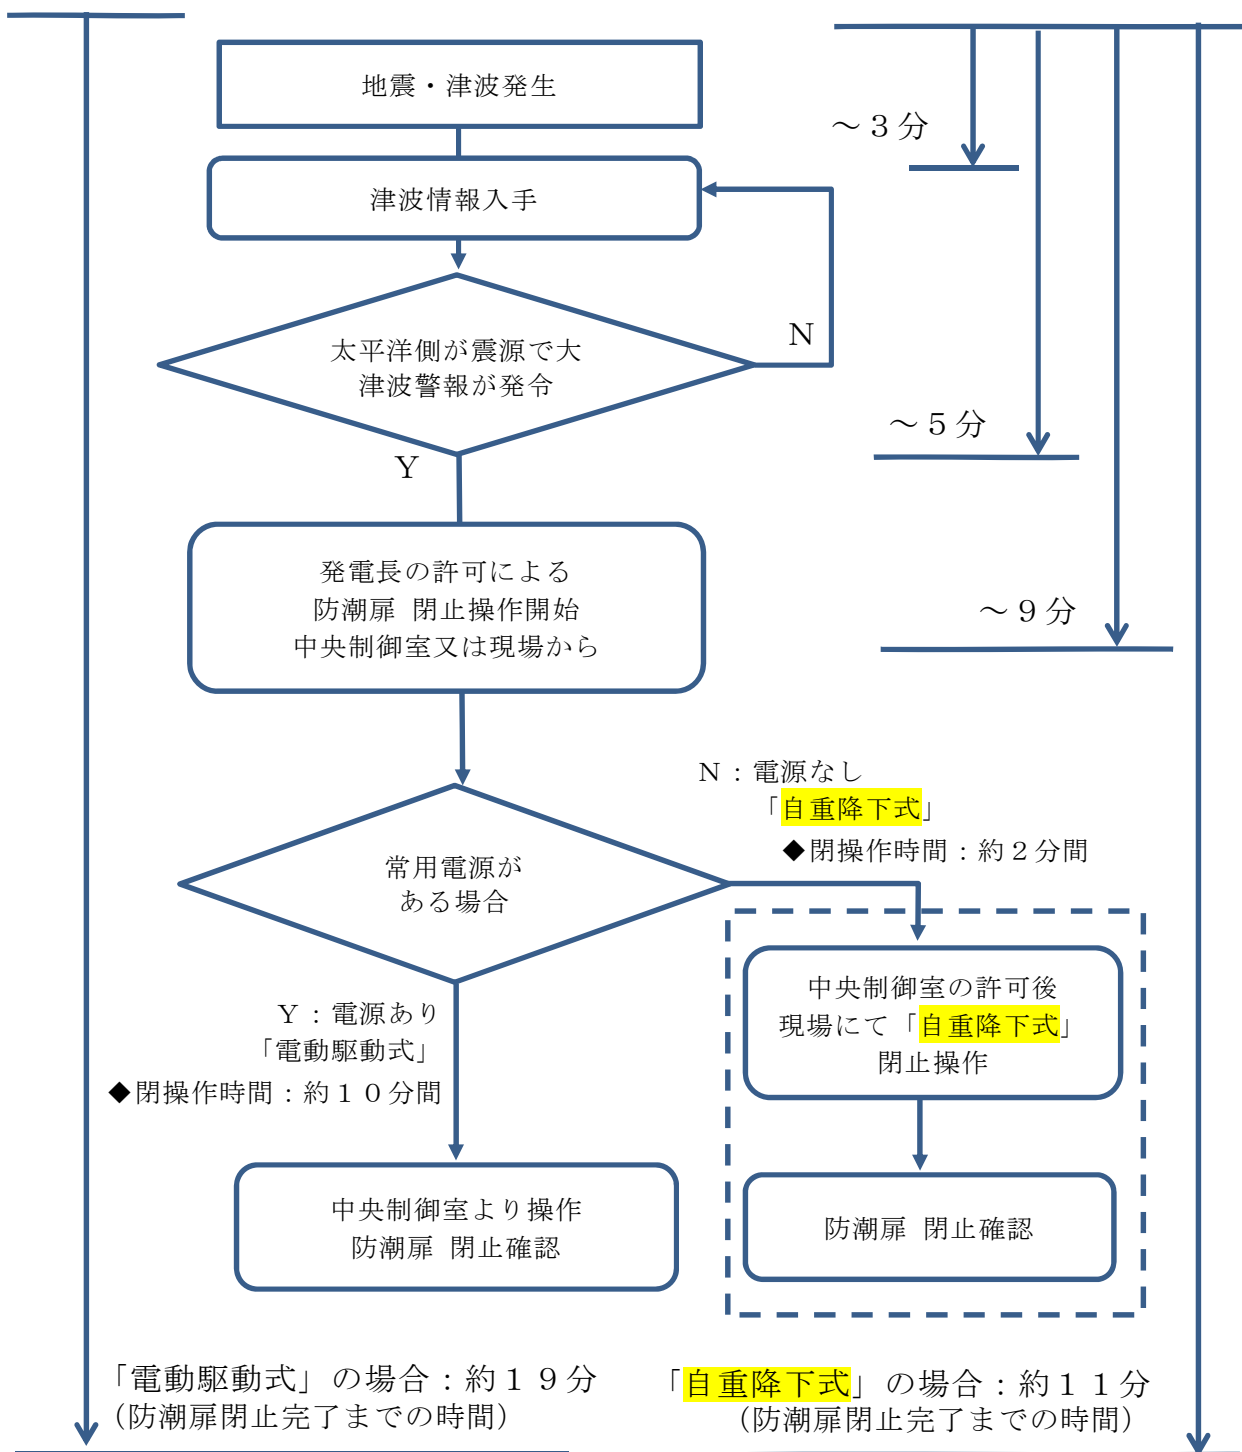 地震・津波発生
～３分
津波情報入手
Ｎ
太平洋側が震源で大
津波警報が発令
～５分
Ｙ
発電長の許可による
防潮扉 閉止操作開始
中央制御室又は現場から
～９分
Ｎ：電源なし
「自重降下式」
◆閉操作時間：約２分間
常用電源が
ある場合
中央制御室の許可後
現場にて「自重降下式」
閉止操作
Ｙ：電源あり
「電動駆動式」
◆閉操作時間：約１０分間
中央制御室より操作
防潮扉 閉止確認
防潮扉 閉止確認
「電動駆動式」の場合：約１９分
（防潮扉閉止完了までの時間）
「自重降下式」の場合：約１１分
（防潮扉閉止完了までの時間）